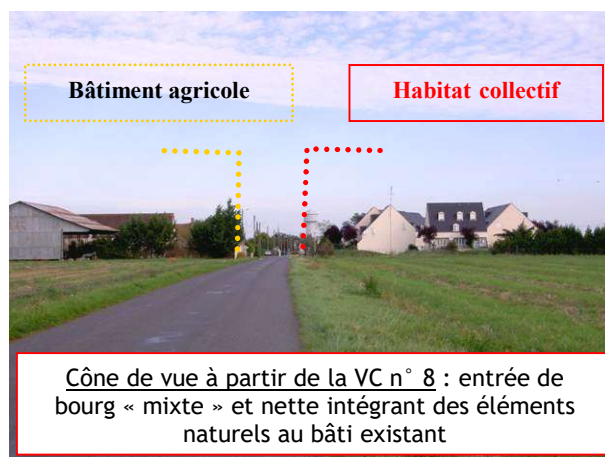 Bâtiment agricole
Habitat collectif
Cône de vue à partir de la VC n° 8 : entrée de
bourg « mixte » et nette intégrant des éléments
naturels au bâti existant